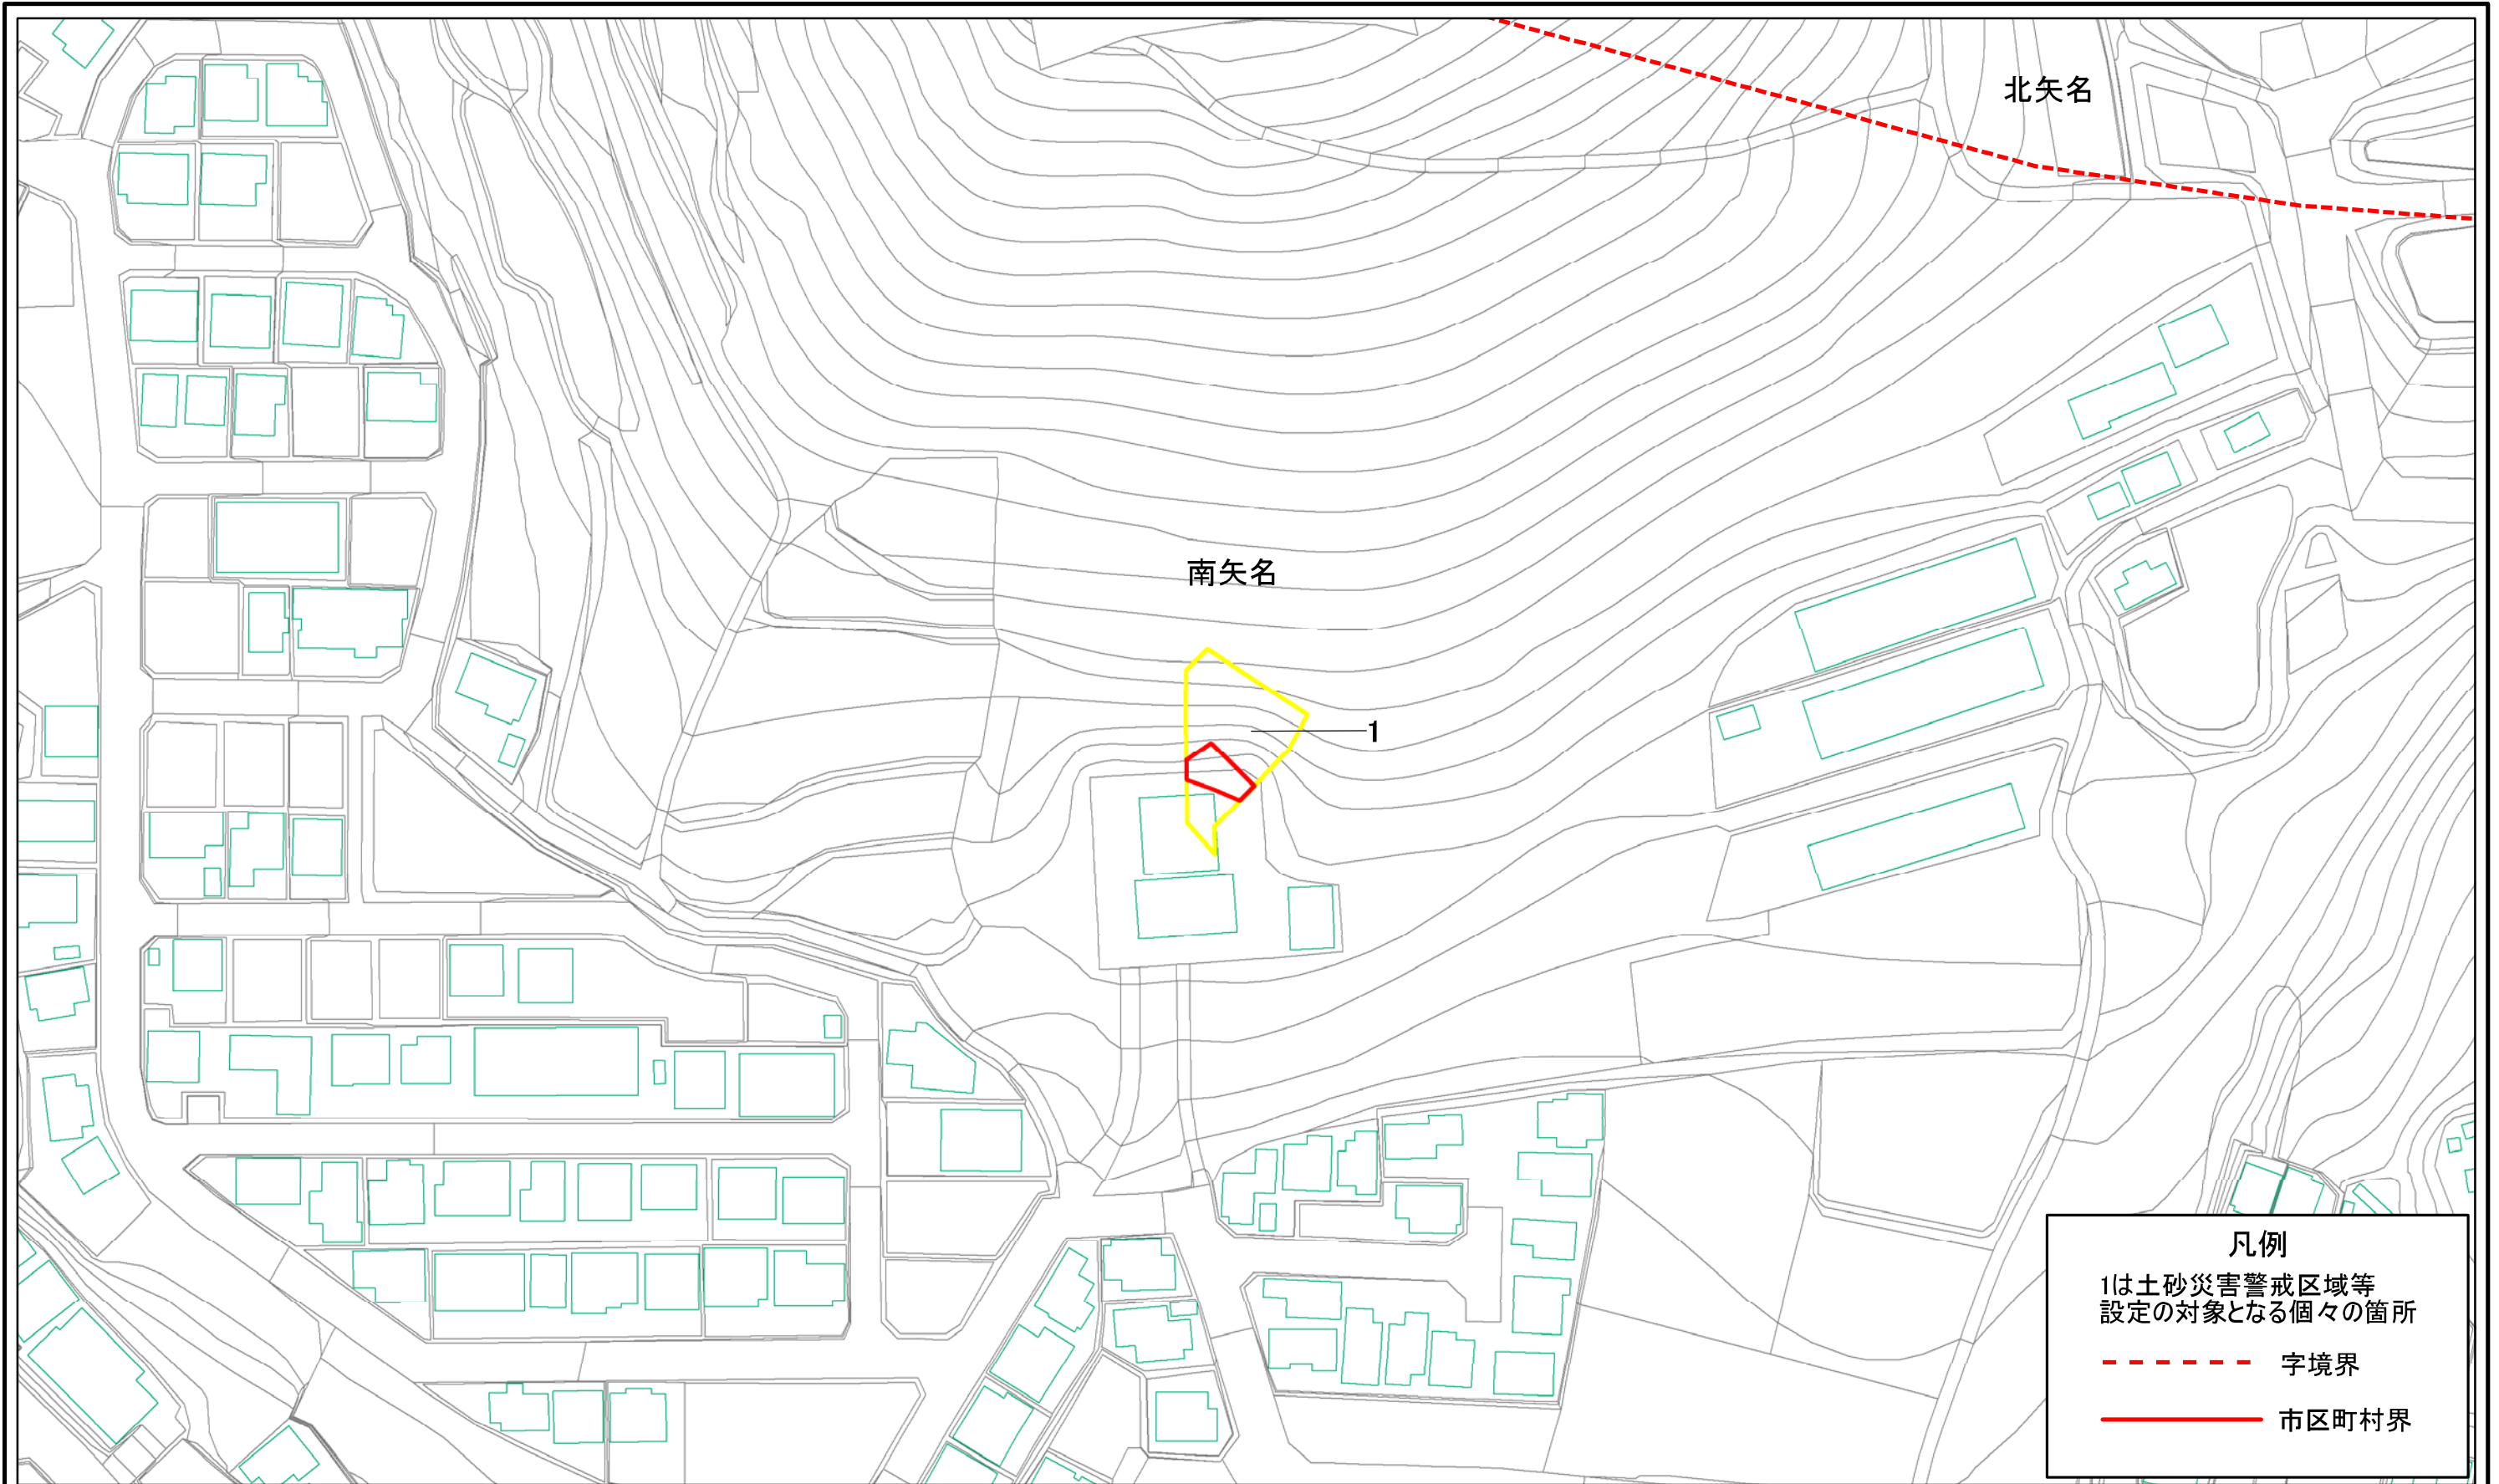 北矢名
南矢名
1
凡例
1は土砂災害警戒区域等
設定の対象となる個々の箇所
字境界
市区町村界